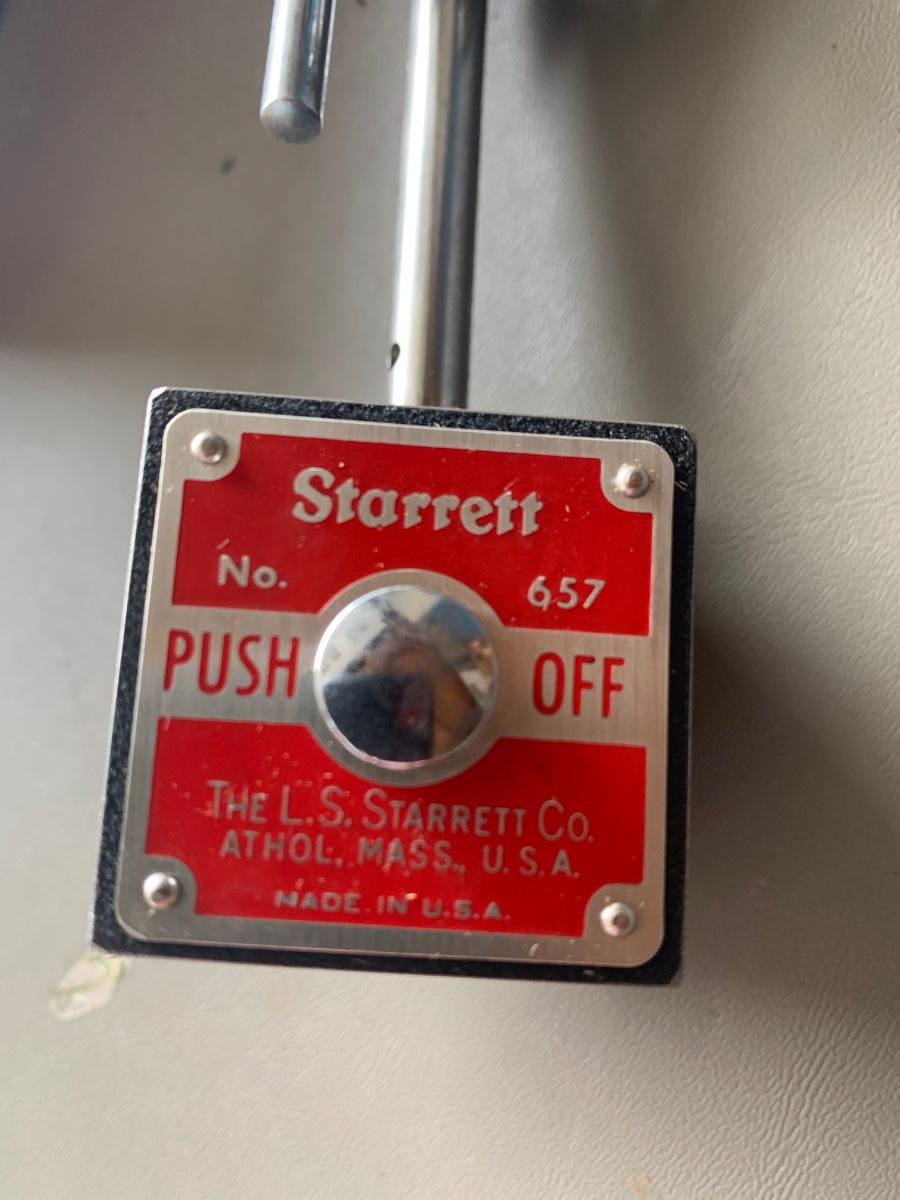 Starrett
No. 657
PUSH OFF
THE L.S. STARRETT CO.
ATHOL, MASS., U.S.A.
MADE IN U.S.A.